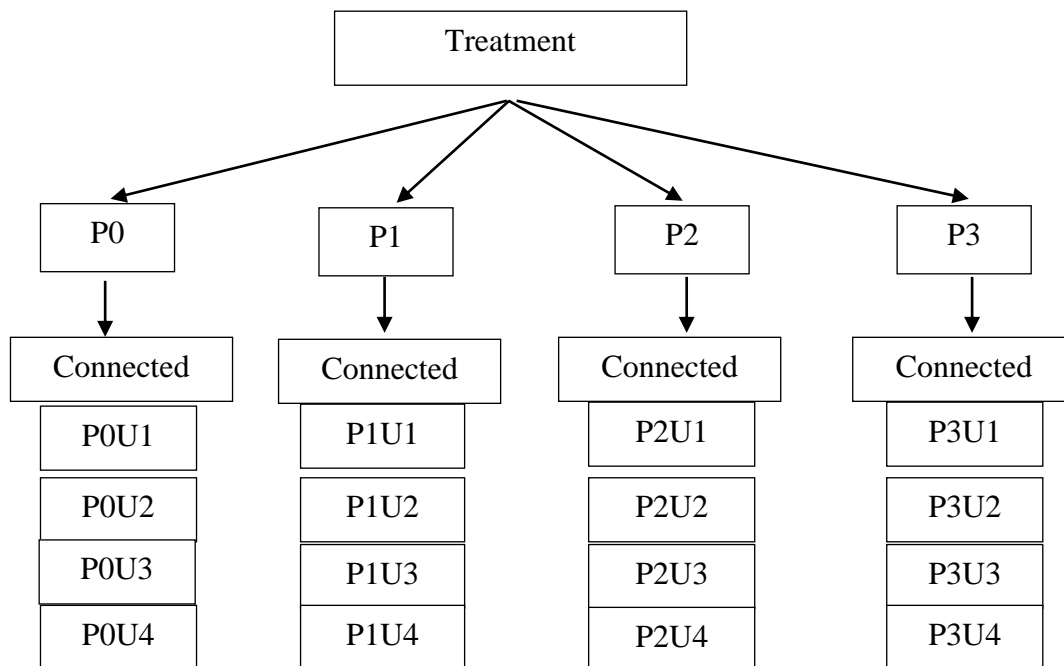 Treatment
P0
P1
P2
P3
Connected
Connected
Connected
Connected
P0U1
P1U1
P2U1
P3U1
P0U2
P1U2
P2U2
P3U2
P0U3
P1U3
P2U3
P3U3
P0U4
P1U4
P2U4
P3U4